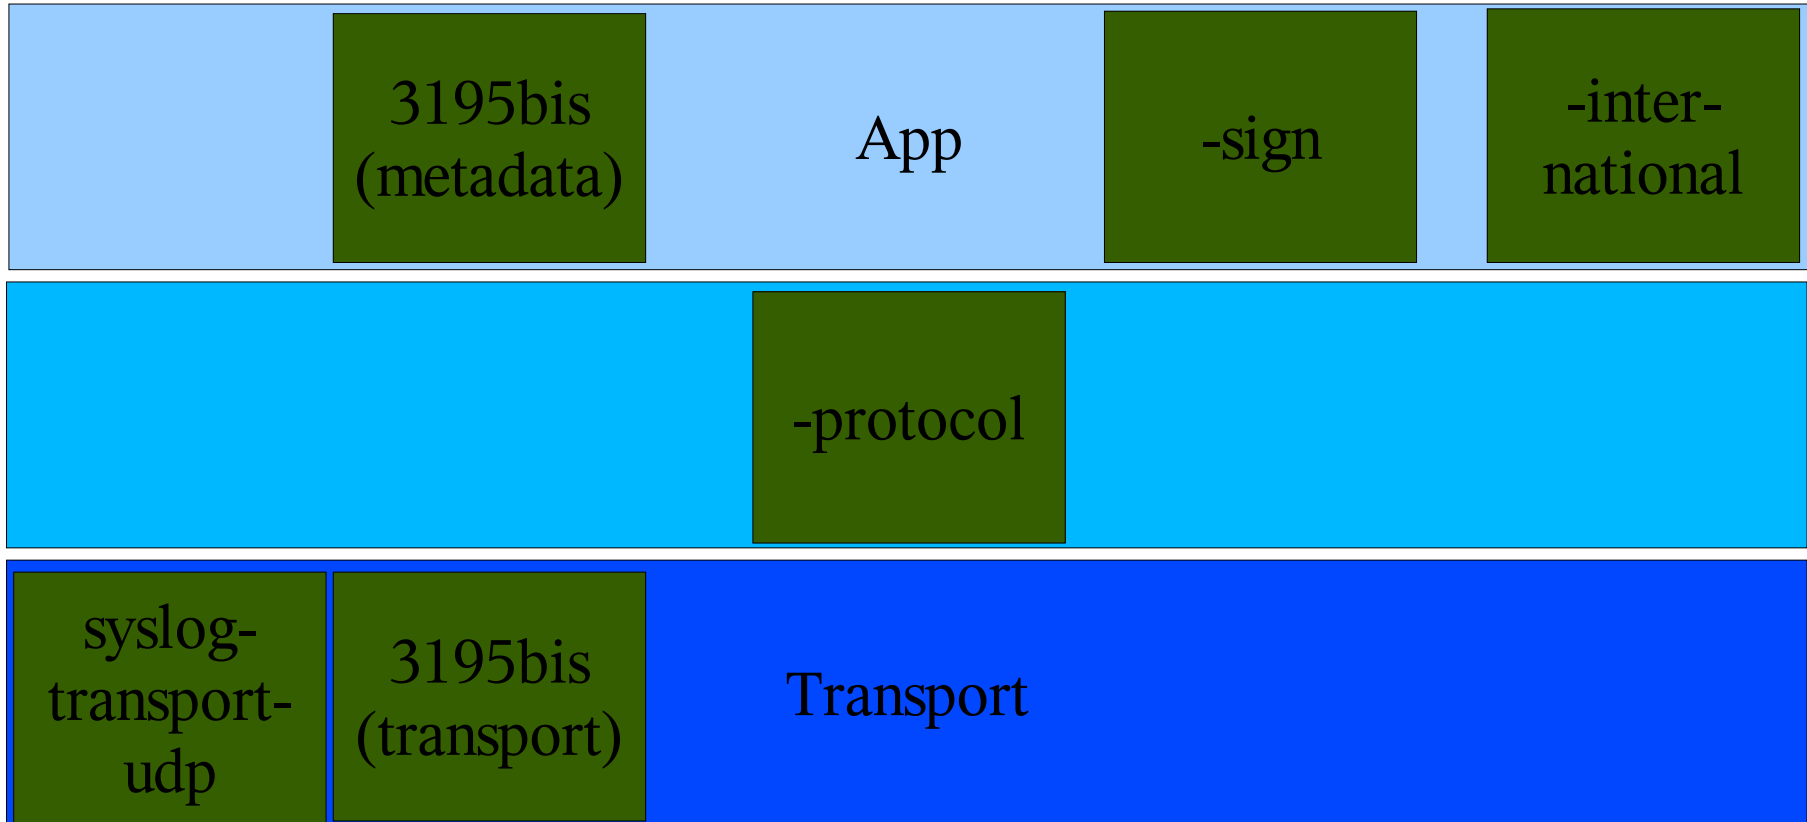 3195bis
(metadata)
App
-sign
-inter-
national
-protocol
syslog-
transport-
udp
3195bis
(transport)
Transport